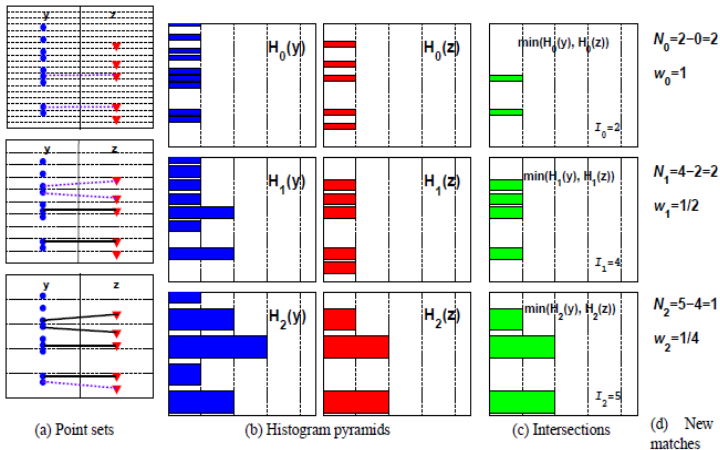 y z
H₀(y)
H₀(z)
min(H₀(y), H₀(z))
I₀=2
N₀=2−0=2
w₀=1
y z
H₁(y)
H₁(z)
min(H₁(y), H₁(z))
I₁=4
N₁=4−2=2
w₁=1/2
y z
H₂(y)
H₂(z)
min(H₂(y), H₂(z))
I₂=5
N₂=5−4=1
w₂=1/4
(a) Point sets
(b) Histogram pyramids
(c) Intersections
(d) New
matches